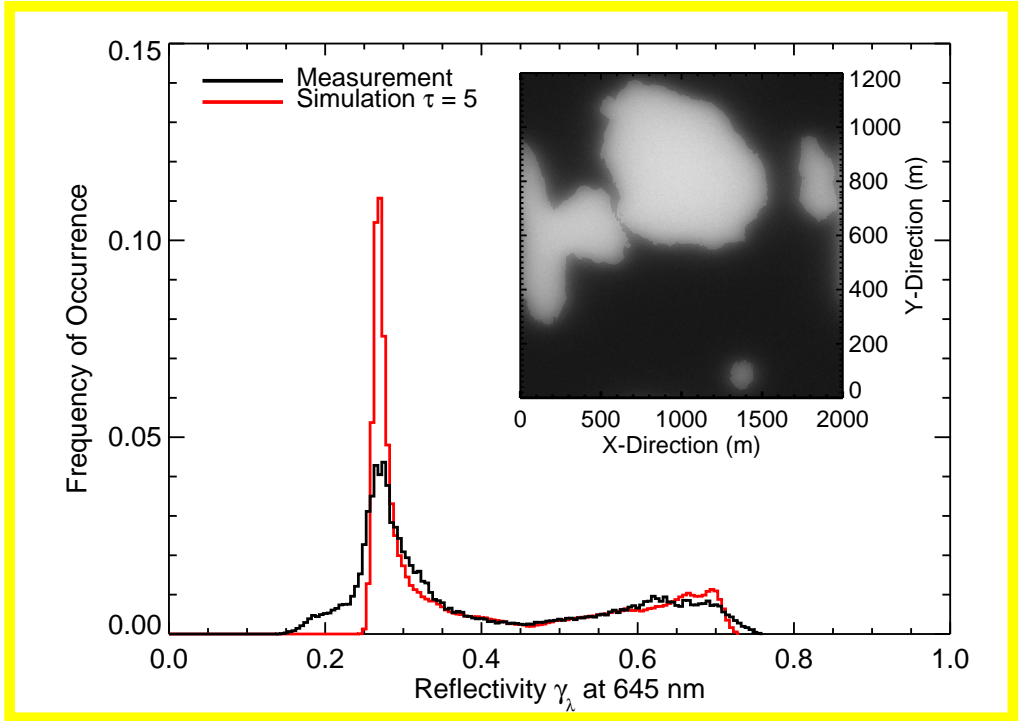 0.15
0.10
0.05
0.00
Frequency of Occurrence
Measurement
Simulation τ = 5
1200
1000
800
600
400
200
0
Y-Direction (m)
0 500 1000 1500 2000
X-Direction (m)
0.0 0.2 0.4 0.6 0.8 1.0
Reflectivity γλ at 645 nm